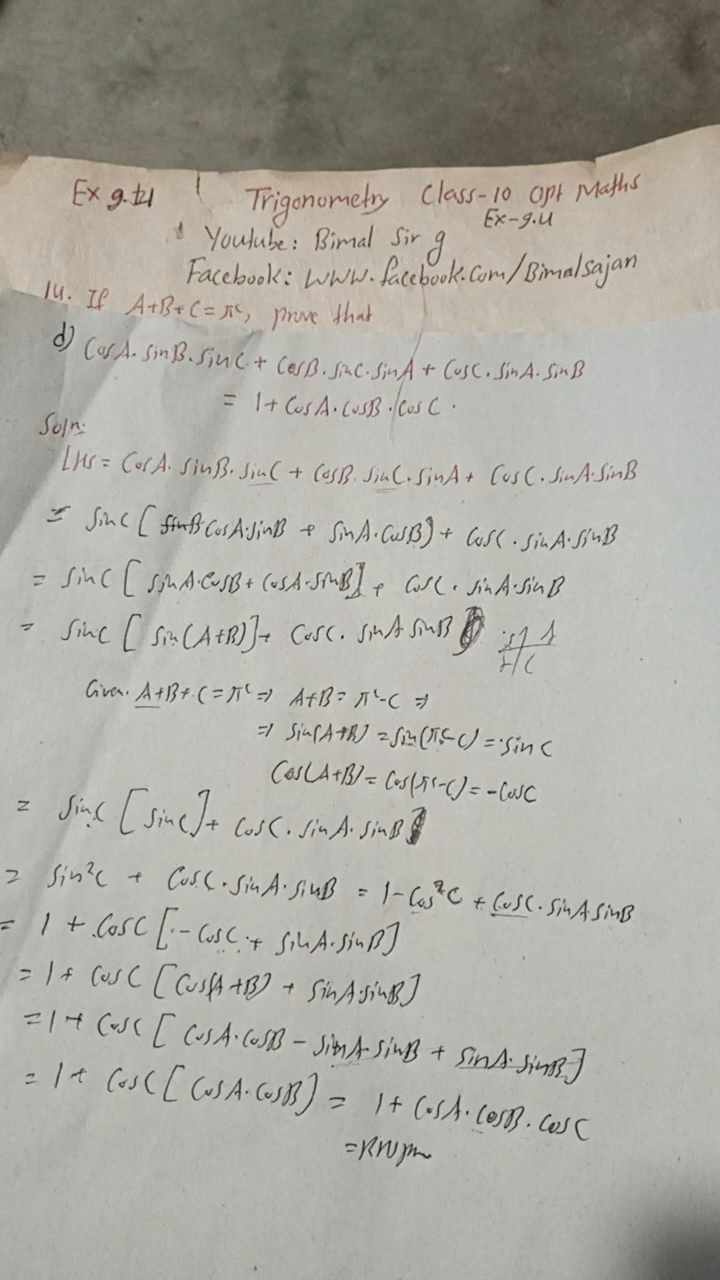 Ex 9.4 Trigonometry Class-10 Opt Maths
Ex-9.4
Youtube: Bimal Sir g
Facebook: www.facebook.com/Bimalsajan
14. If A+B+C=πᶜ, prove that
d) CosA.sinB.sinC + CosB.sinC.sinA + CosC.sinA.sinB
= 1+CosA.CosB.CosC.
Soln:
LHS = CosA.sinB.sinC + CosB.sinC.sinA + CosC.sinA.sinB
= sinC [ CosA.sinB + sinA.CosB] + CosC.sinA.sinB
= sinC [ sinA.CosB + CosA.sinB] + CosC.sinA.sinB
= sinC [ sin(A+B)] + CosC.sinA sinB
Given. A+B+C=πᶜ ⇒ A+B=πᶜ-C ⇒
⇒ sin(A+B) = sin(πᶜ-C) = sinC
Cos(A+B) = Cos(πᶜ-C) = -CosC
= sinC [sinC] + CosC.sinA.sinB
= sin²C + CosC.sinA.sinB = 1-Cos²C + CosC.sinA sinB
= 1 + CosC [-CosC + sinA.sinB]
= 1+ CosC [Cos(A+B) + sinA.sinB]
= 1+ CosC [ CosA.CosB - sinA.sinB + sinA.sinB]
= 1+ CosC [ CosA.CosB] = 1+ CosA.CosB.CosC